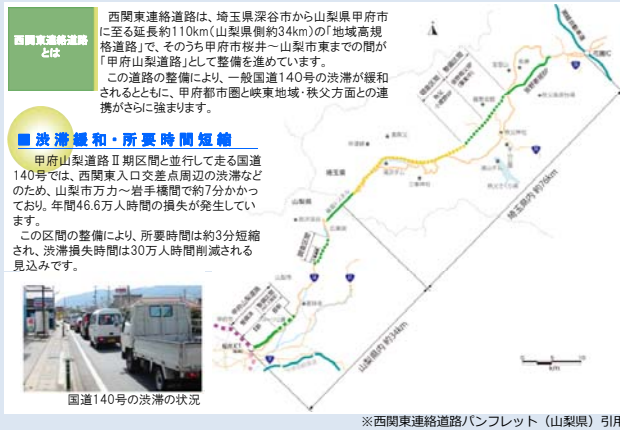 西関東連絡道路
とは
西関東連絡道路は、埼玉県深谷市から山梨県甲府市
に至る延長約110km(山梨県側約34km)の「地域高規
格道路」で、そのうち甲府市桜井～山梨市東までの間が
「甲府山梨道路」として整備を進めています。
この道路の整備により、一般国道140号の渋滞が緩和
されるとともに、甲府都市圏と峡東地域・秩父方面との連
携がさらに強まります。
■渋滞緩和・所要時間短縮
甲府山梨道路Ⅱ期区間と並行して走る国道
140号では、西関東入口交差点周辺の渋滞など
のため、山梨市万力～岩手橋間で約7分かかっ
ており。年間46.6万人時間の損失が発生してい
ます。
この区間の整備により、所要時間は約3分短縮
され、渋滞損失時間は30万人時間削減される
見込みです。
国道140号の渋滞の状況
埼玉県
山梨県
埼玉県内 約76km
山梨県内 約34km
km
※西関東連絡道路パンフレット（山梨県）引用